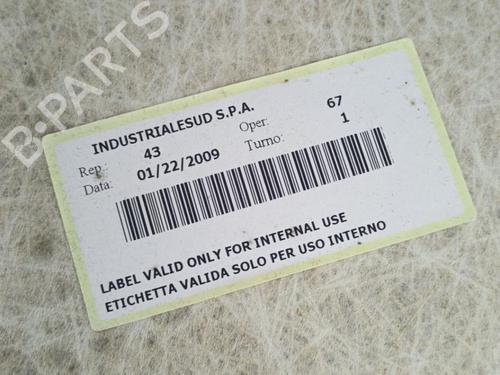 B-PARTS
INDUSTRIALESUD S.P.A.
Rep.: 43 Oper: 67
Data: 01/22/2009 Turno: 1
LABEL VALID ONLY FOR INTERNAL USE
ETICHETTA VALIDA SOLO PER USO INTERNO